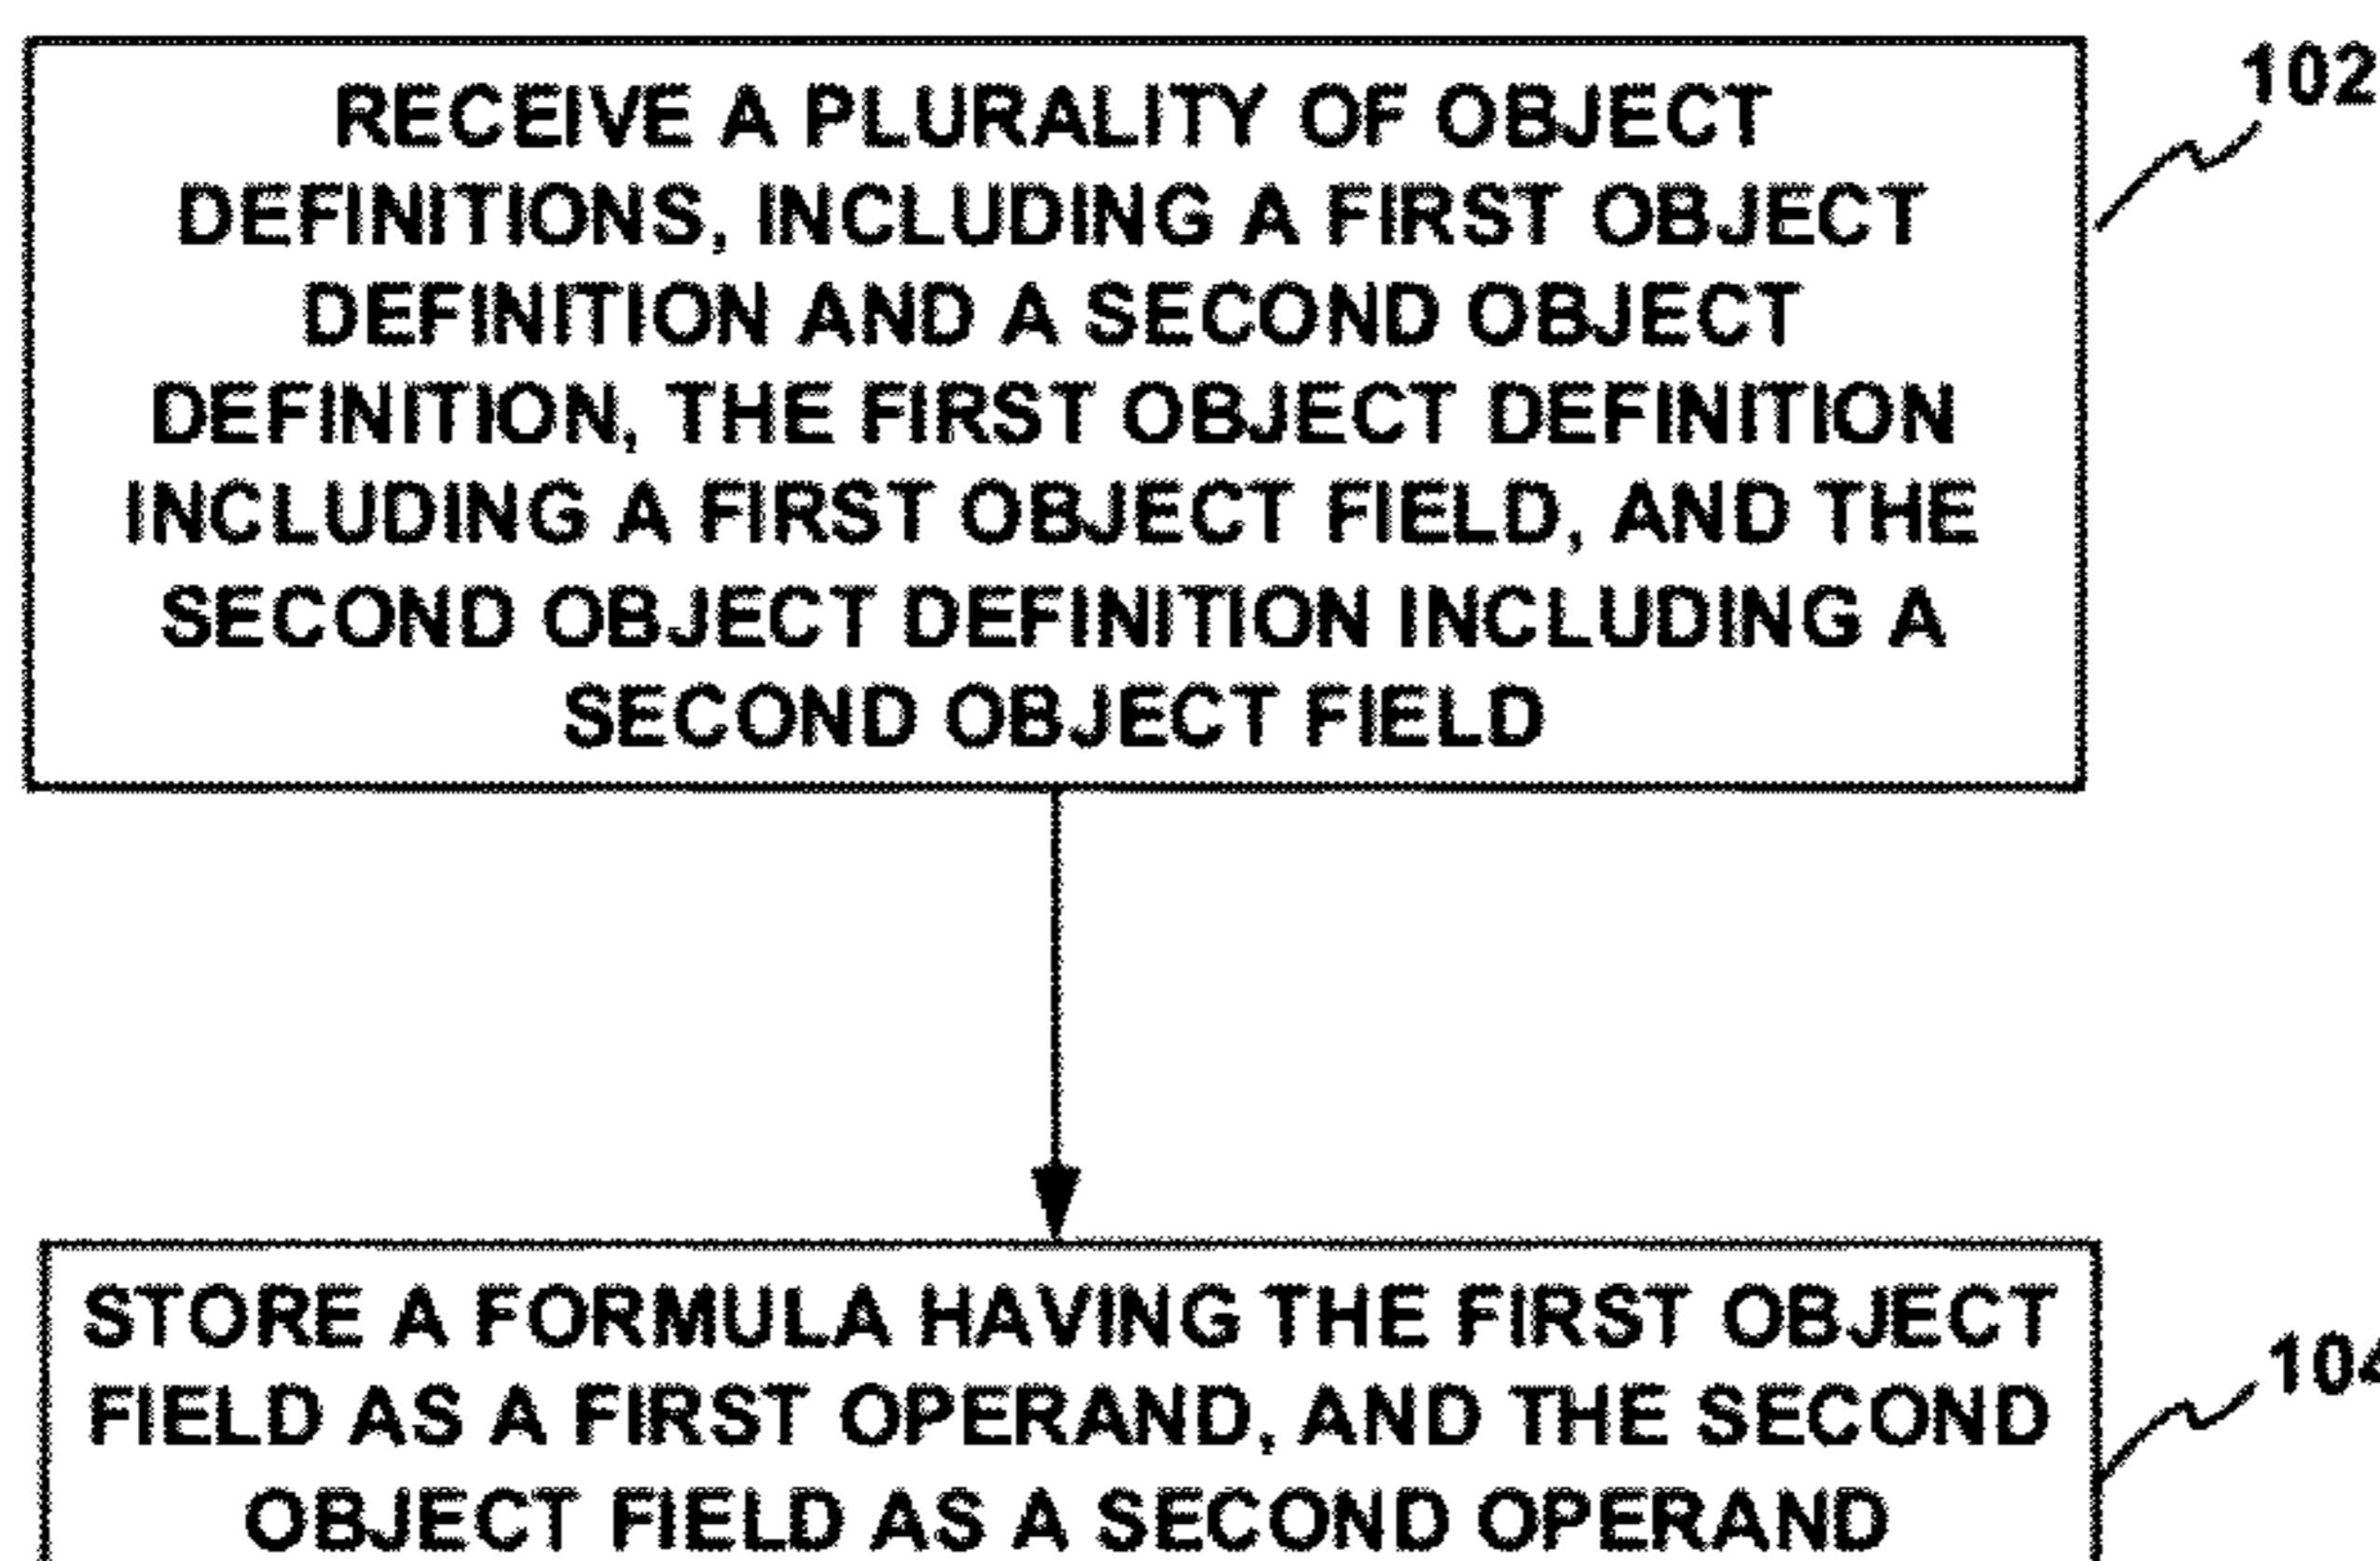 RECEIVE A PLURALITY OF OBJECT
102
DEFINITIONS, INCLUDING A FIRST OBJECT
DEFINITION AND A SECOND OBJECT
DEFINITION, THE FIRST OBJECT DEFINITION
INCLUDING A FIRST OBJECT FIELD, AND THE
SECOND OBJECT DEFINITION INCLUDING A
SECOND OBJECT FIELD
STORE A FORMULA HAVING THE FIRST OBJECT
104
FIELD AS A FIRST OPERAND, AND THE SECOND
OBJECT FIELD AS A SECOND OPERAND